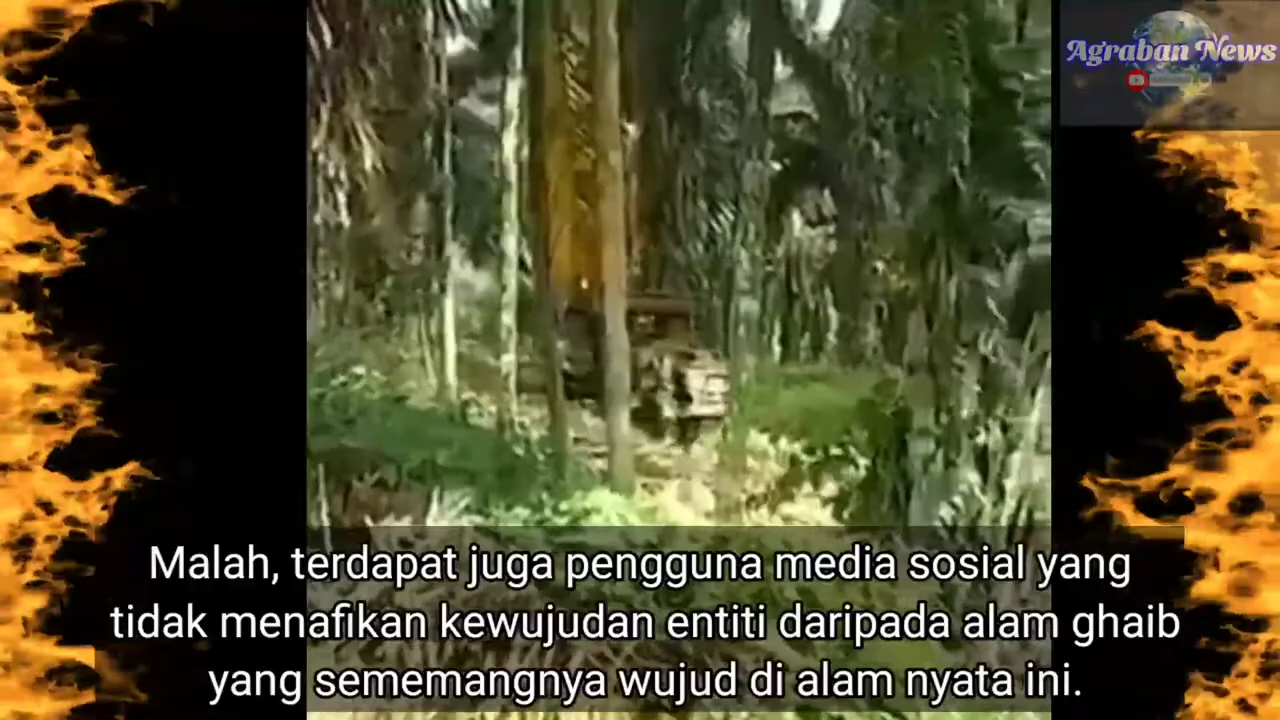 Agraban News
Malah, terdapat juga pengguna media sosial yang
tidak menafikan kewujudan entiti daripada alam ghaib
yang sememangnya wujud di alam nyata ini.